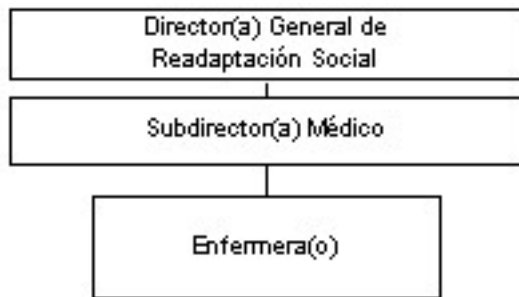 Director(a) General de
Readaptación Social
Subdirector(a) Médico
Enfermera(o)